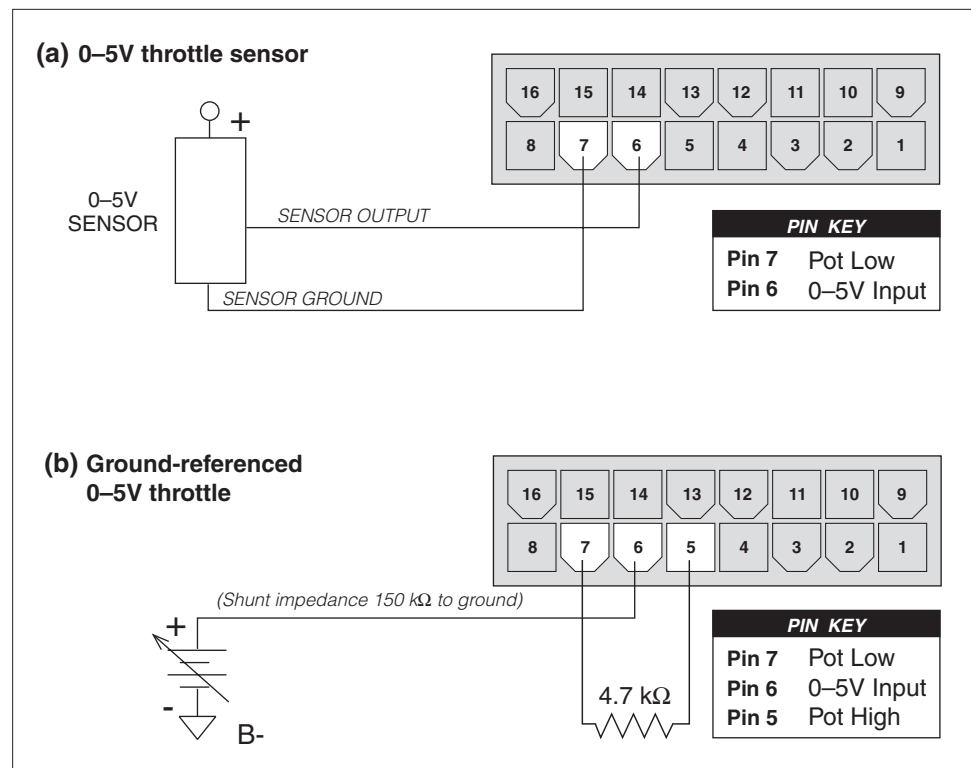 (a) 0–5V throttle sensor
16 15 14 13 12 11 10 9
8 7 6 5 4 3 2 1
+
0–5V
SENSOR
SENSOR OUTPUT
SENSOR GROUND
PIN KEY
Pin 7 Pot Low
Pin 6 0–5V Input
(b) Ground-referenced
0–5V throttle
16 15 14 13 12 11 10 9
8 7 6 5 4 3 2 1
(Shunt impedance 150 kΩ to ground)
+
-
B-
4.7 kΩ
PIN KEY
Pin 7 Pot Low
Pin 6 0–5V Input
Pin 5 Pot High